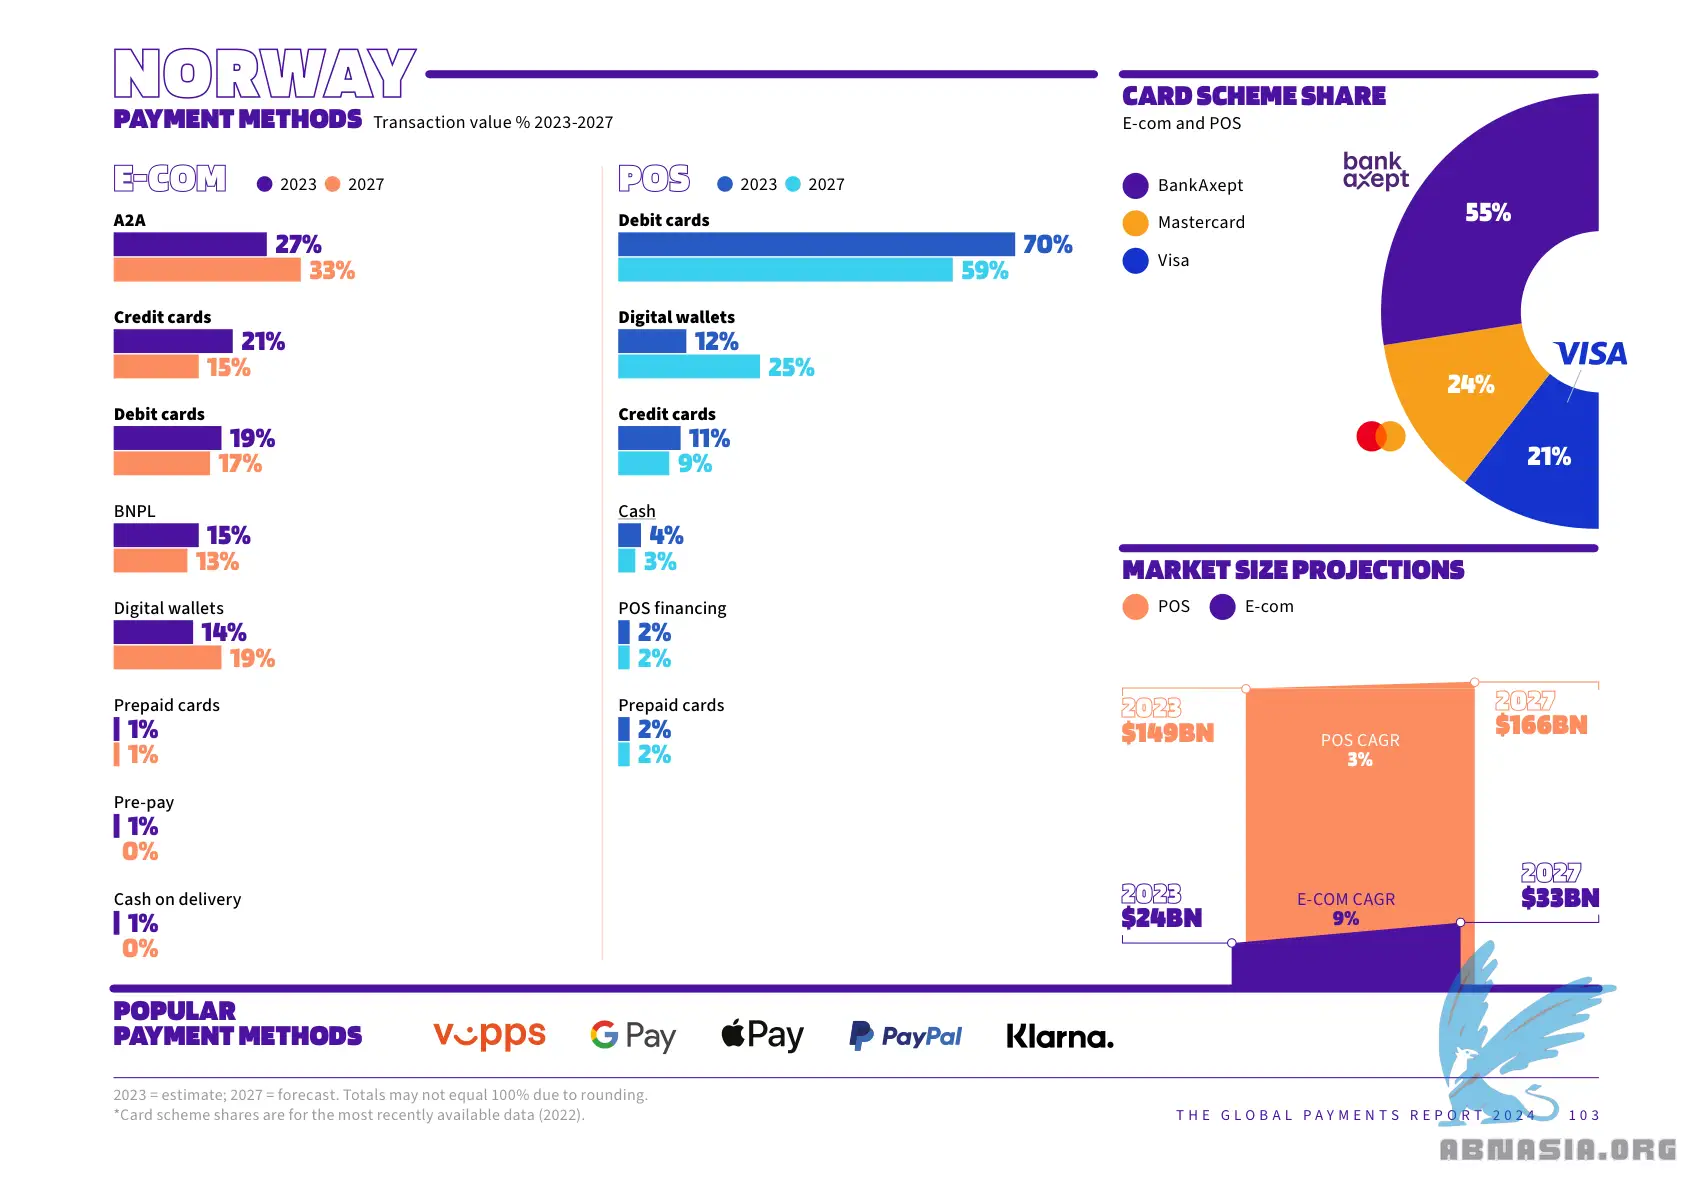 NORWAY
PAYMENT METHODS Transaction value % 2023-2027
E-COM 2023 2027
A2A
27%
33%
Credit cards
21%
15%
Debit cards
19%
17%
BNPL
15%
13%
Digital wallets
14%
19%
Prepaid cards
1%
1%
Pre-pay
1%
0%
Cash on delivery
1%
0%
POS 2023 2027
Debit cards
70%
59%
Digital wallets
12%
25%
Credit cards
11%
9%
Cash
4%
3%
POS financing
2%
2%
Prepaid cards
2%
2%
CARD SCHEME SHARE
E-com and POS
BankAxept
Mastercard
Visa
bank
axept
55%
24%
VISA
21%
MARKET SIZE PROJECTIONS
POS E-com
2023
$149BN
2027
$166BN
POS CAGR
3%
2023
$24BN
E-COM CAGR
9%
2027
$33BN
POPULAR
PAYMENT METHODS
vipps G Pay Pay PayPal Klarna.
2023 = estimate; 2027 = forecast. Totals may not equal 100% due to rounding.
*Card scheme shares are for the most recently available data (2022).
THE GLOBAL PAYMENTS REPORT 2024 103
ABNASIA.ORG